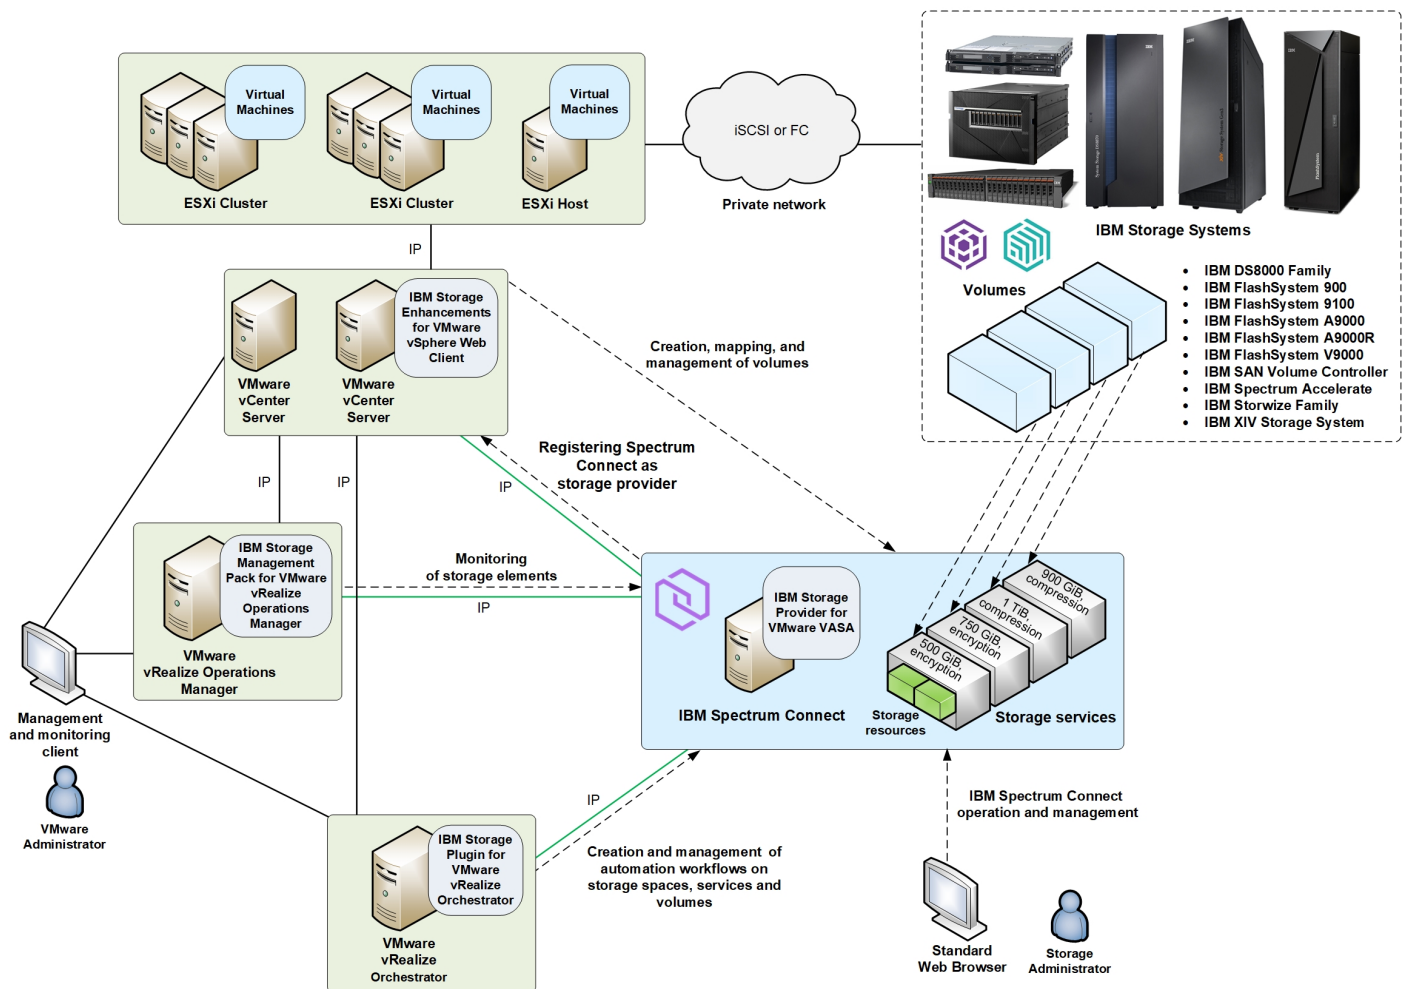 Virtual
Machines
Virtual
Machines
Virtual
Machines
ESXi Cluster
ESXi Cluster
ESXi Host
iSCSI or FC
Private network
IBM Storage Systems
Volumes
• IBM DS8000 Family
• IBM FlashSystem 900
• IBM FlashSystem 9100
• IBM FlashSystem A9000
• IBM FlashSystem A9000R
• IBM FlashSystem V9000
• IBM SAN Volume Controller
• IBM Spectrum Accelerate
• IBM Storwize Family
• IBM XIV Storage System
IP
IBM Storage
Enhancements
for VMware
vSphere Web
Client
VMware
vCenter
Server
VMware
vCenter
Server
Creation, mapping, and
management of volumes
Registering Spectrum
Connect as
storage provider
IP
IP
IP
IBM Storage
Management
Pack for VMware
vRealize
Operations
Manager
VMware
vRealize Operations
Manager
Monitoring
of storage elements
IP
IBM Storage
Provider for
VMware VASA
IBM Spectrum Connect
900 GiB,
compression
1 TiB,
compression
750 GiB,
encryption
500 GiB,
encryption
Storage
resources
Storage services
Management
and monitoring
client
VMware
Administrator
IP
IBM Storage
Plugin for
VMware
vRealize
Orchestrator
VMware
vRealize
Orchestrator
Creation and management of
automation workflows on
storage spaces, services and
volumes
IBM Spectrum Connect
operation and management
Standard
Web Browser
Storage
Administrator